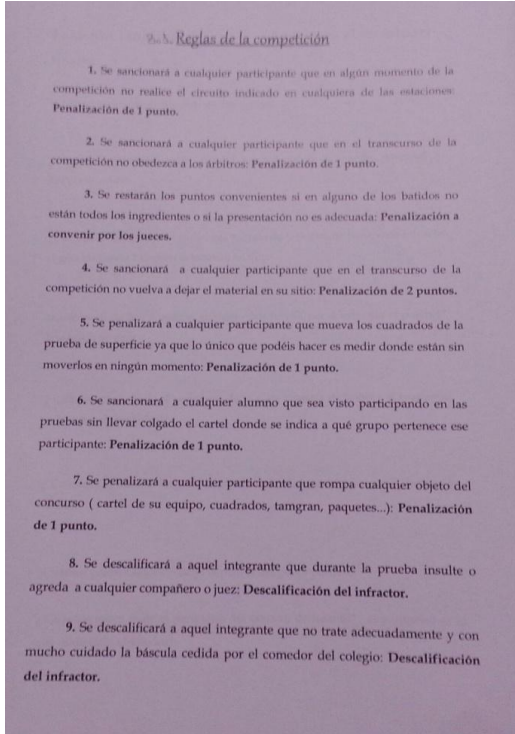 Reglas de la competición
1. Se sancionará a cualquier participante que en algún momento de la
competición no realice el circuito indicado en cualquiera de las estaciones:
Penalización de 1 punto.
2. Se sancionará a cualquier participante que en el transcurso de la
competición no obedezca a los árbitros: Penalización de 1 punto.
3. Se restarán los puntos convenientes si en alguno de los batidos no
están todos los ingredientes o si la presentación no es adecuada: Penalización a
convenir por los jueces.
4. Se sancionará a cualquier participante que en el transcurso de la
competición no vuelva a dejar el material en su sitio: Penalización de 2 puntos.
5. Se penalizará a cualquier participante que mueva los cuadrados de la
prueba de superficie ya que lo único que podéis hacer es medir donde están sin
moverlos en ningún momento: Penalización de 1 punto.
6. Se sancionará a cualquier alumno que sea visto participando en las
pruebas sin llevar colgado el cartel donde se indica a qué grupo pertenece ese
participante: Penalización de 1 punto.
7. Se penalizará a cualquier participante que rompa cualquier objeto del
concurso ( cartel de su equipo, cuadrados, tamgran, paquetes...): Penalización
de 1 punto.
8. Se descalificará a aquel integrante que durante la prueba insulte o
agreda a cualquier compañero o juez: Descalificación del infractor.
9. Se descalificará a aquel integrante que no trate adecuadamente y con
mucho cuidado la báscula cedida por el comedor del colegio: Descalificación
del infractor.